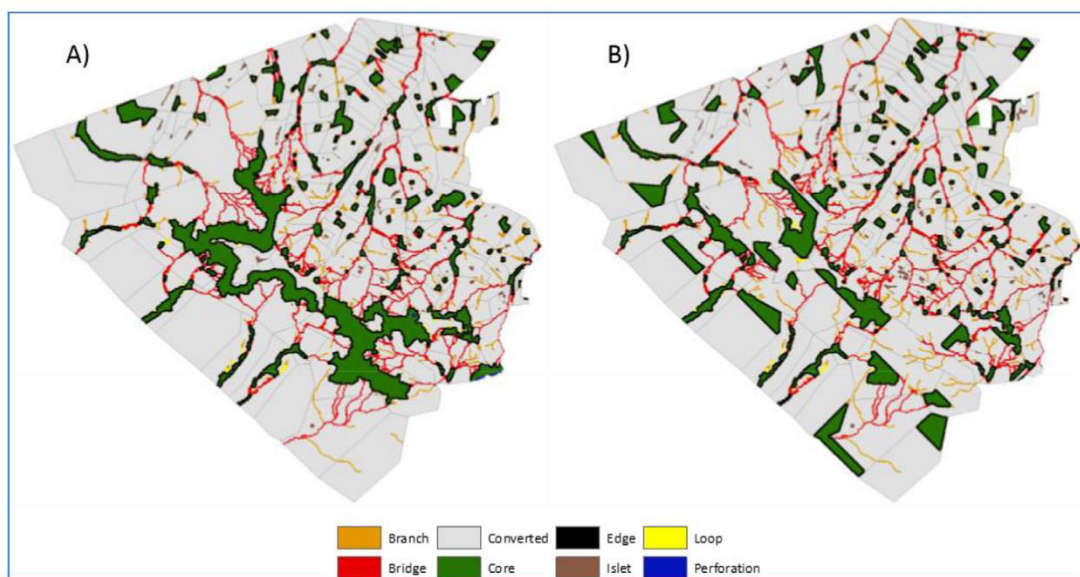 A)
B)
Branch Converted Edge Loop
Bridge Core Islet Perforation